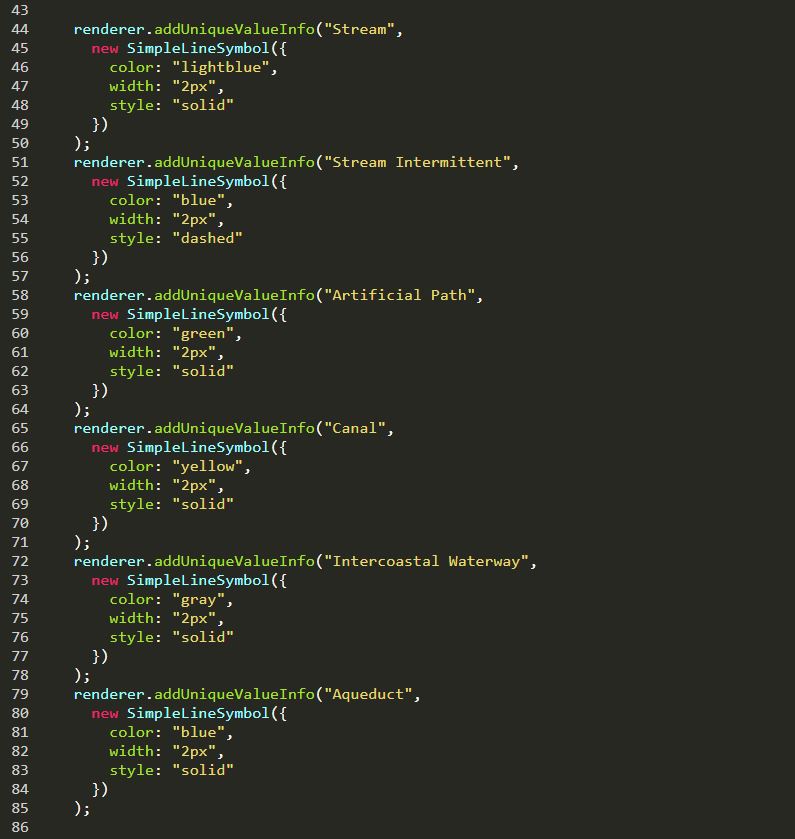 43
44 renderer.addUniqueValueInfo("Stream",
45 new SimpleLineSymbol({
46 color: "lightblue",
47 width: "2px",
48 style: "solid"
49 })
50 );
51 renderer.addUniqueValueInfo("Stream Intermittent",
52 new SimpleLineSymbol({
53 color: "blue",
54 width: "2px",
55 style: "dashed"
56 })
57 );
58 renderer.addUniqueValueInfo("Artificial Path",
59 new SimpleLineSymbol({
60 color: "green",
61 width: "2px",
62 style: "solid"
63 })
64 );
65 renderer.addUniqueValueInfo("Canal",
66 new SimpleLineSymbol({
67 color: "yellow",
68 width: "2px",
69 style: "solid"
70 })
71 );
72 renderer.addUniqueValueInfo("Intercoastal Waterway",
73 new SimpleLineSymbol({
74 color: "gray",
75 width: "2px",
76 style: "solid"
77 })
78 );
79 renderer.addUniqueValueInfo("Aqueduct",
80 new SimpleLineSymbol({
81 color: "blue",
82 width: "2px",
83 style: "solid"
84 })
85 );
86